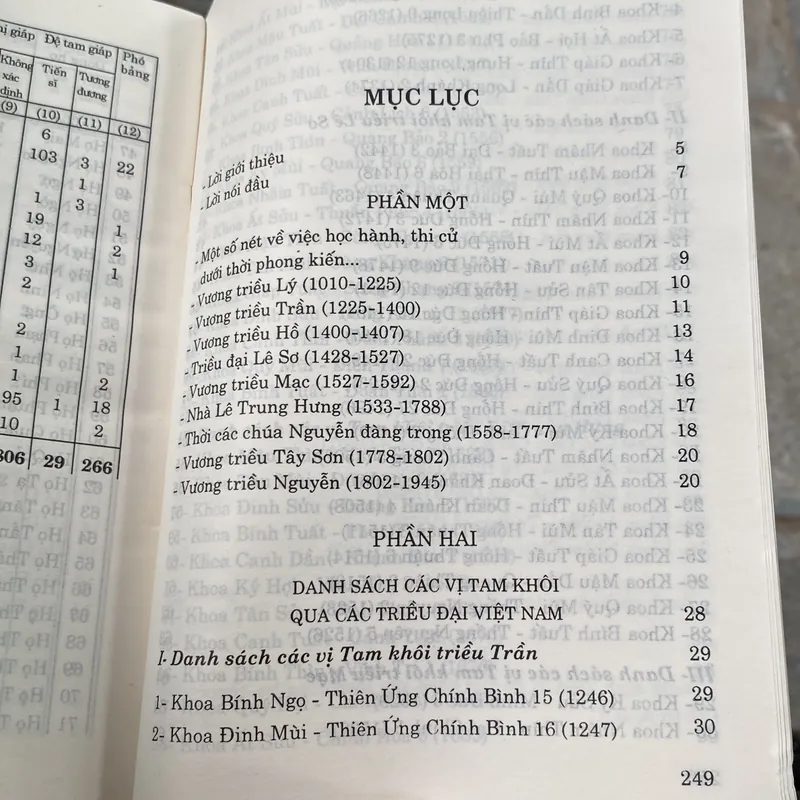 ị giáp Đệ tam giáp Phó bảng
Không xác định Tiến sĩ Tương đương
(9) (10) (11) (12)
6
103 3 22
1
1 3
19 1
12 2
3 1
2
2
1
1 2
95 1 18
10 2
806 29 266
MỤC LỤC
- Lời giới thiệu 5
- Lời nói đầu 7
PHẦN MỘT
- Một số nét về việc học hành, thi cử
dưới thời phong kiến... 9
- Vương triều Lý (1010-1225) 10
- Vương triều Trần (1225-1400) 11
- Vương triều Hồ (1400-1407) 13
- Triều đại Lê Sơ (1428-1527) 14
- Vương triều Mạc (1527-1592) 16
- Nhà Lê Trung Hưng (1533-1788) 17
- Thời các chúa Nguyễn đàng trong (1558-1777) 18
- Vương triều Tây Sơn (1778-1802) 20
- Vương triều Nguyễn (1802-1945) 20
PHẦN HAI
DANH SÁCH CÁC VỊ TAM KHÔI
QUA CÁC TRIỀU ĐẠI VIỆT NAM 28
I- Danh sách các vị Tam khôi triều Trần 29
1- Khoa Bính Ngọ - Thiên Ứng Chính Bình 15 (1246) 29
2- Khoa Đinh Mùi - Thiên Ứng Chính Bình 16 (1247) 30
249